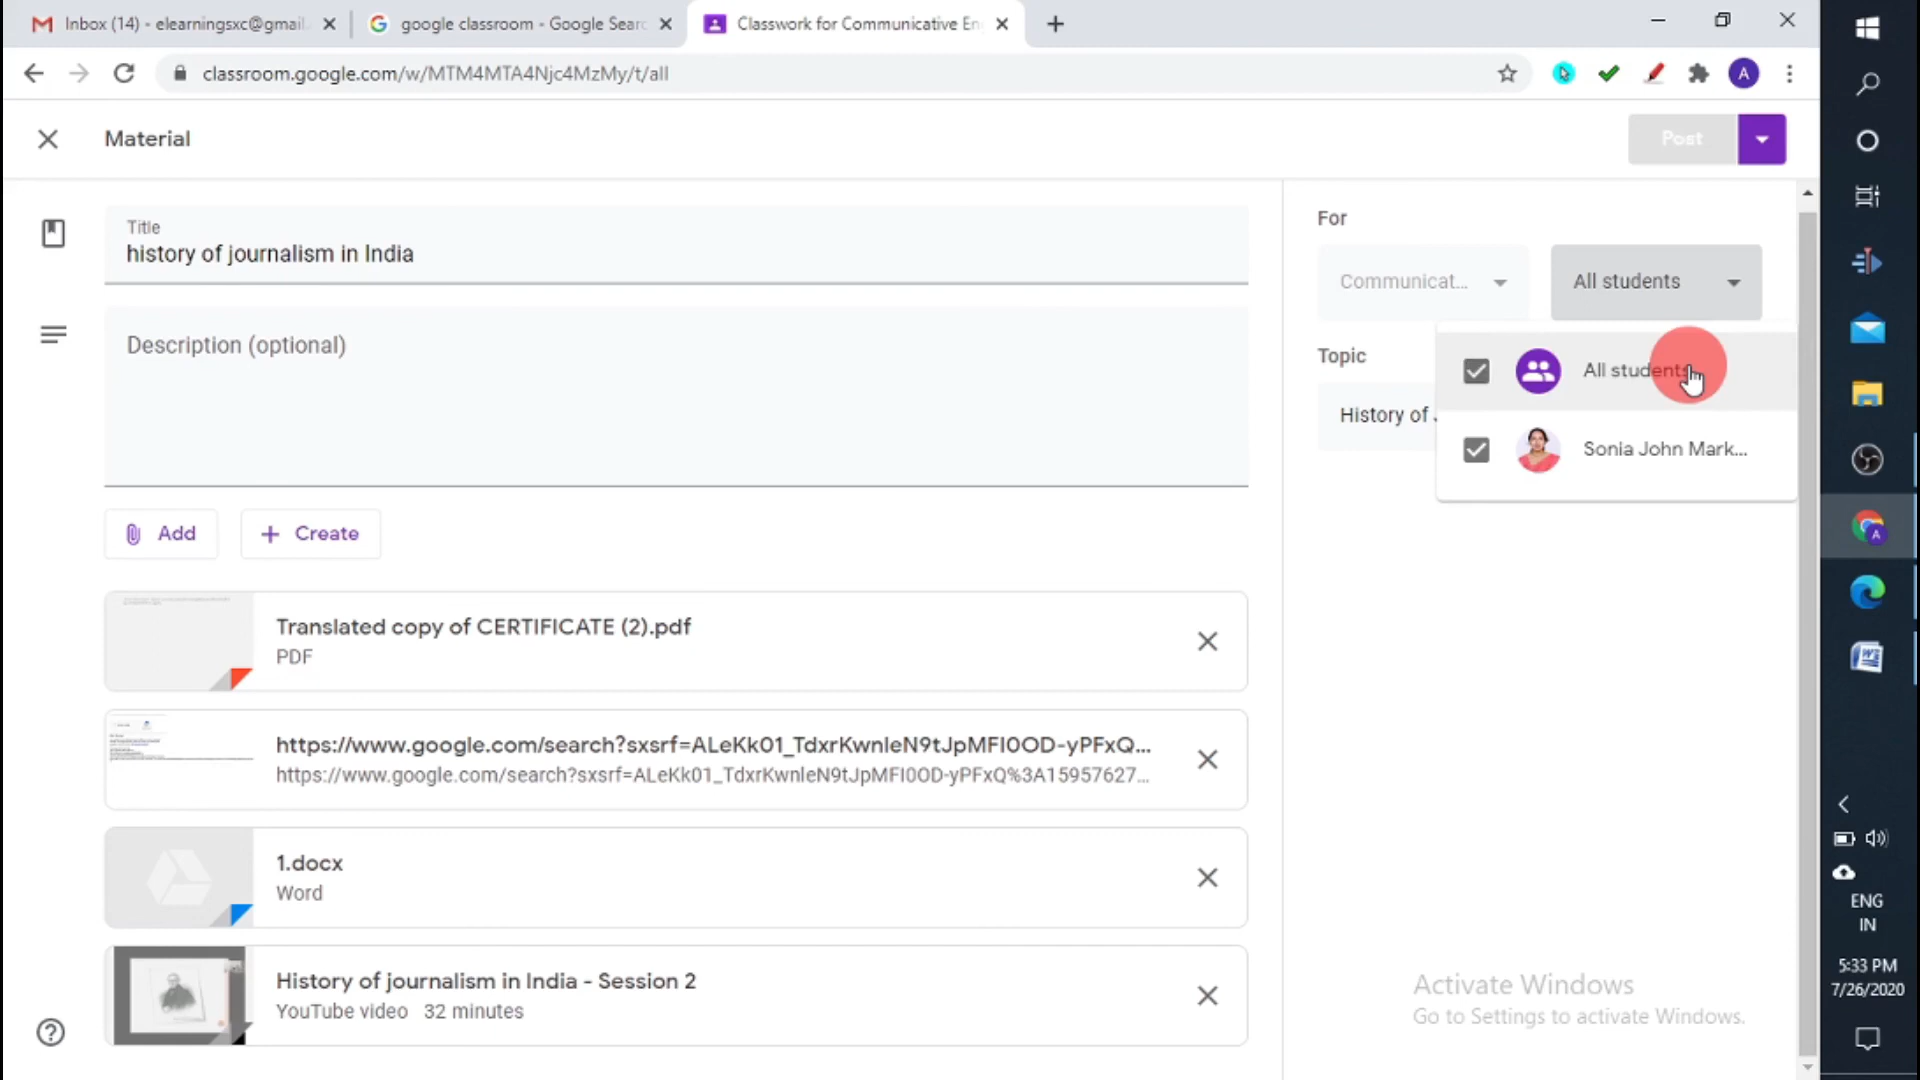 Inbox (14) - elearningsxc@gmail.
google classroom - Google Searc
Classwork for Communicative En
classroom.google.com/w/MTM4MTA4Njc4MzMy/t/all
A
Material
Post
Title
history of journalism in India
Description (optional)
Add
Create
Translated copy of CERTIFICATE (2).pdf
PDF
https://www.google.com/search?sxsrf=ALeKk01_TdxrKwnleN9tJpMFI0OD-yPFxQ...
https://www.google.com/search?sxsrf=ALeKk01_TdxrKwnleN9tJpMFI0OD-yPFxQ%3A15957627...
1.docx
Word
History of journalism in India - Session 2
YouTube video 32 minutes
For
Communicat...
All students
Topic
History of
All students
Sonia John Mark...
Activate Windows
Go to Settings to activate Windows.
A
ENG
IN
5:33 PM
7/26/2020